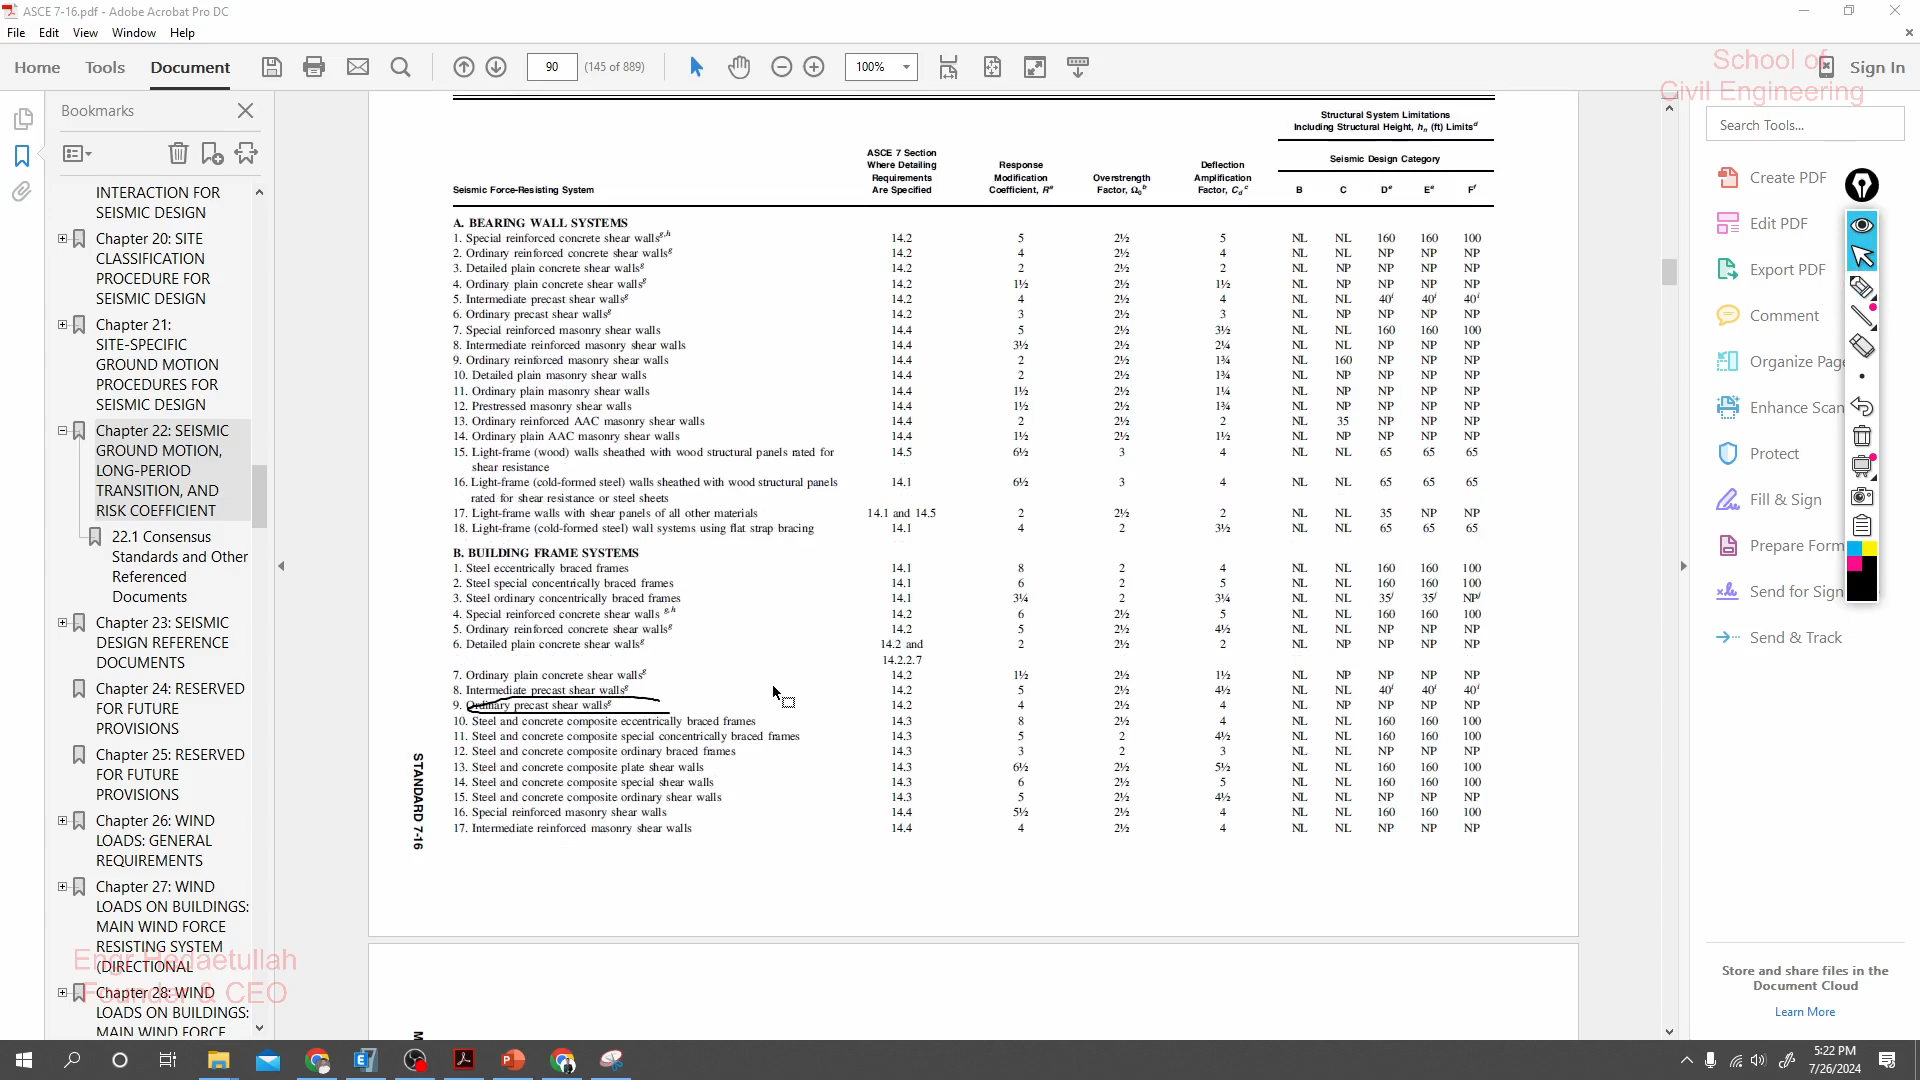 ASCE 7-16.pdf - Adobe Acrobat Pro DC
File Edit View Window Help
Home Tools Document 90 (145 of 889) 100% Sign In
School of
Civil Engineering
Bookmarks
INTERACTION FOR
SEISMIC DESIGN
Chapter 20: SITE
CLASSIFICATION
PROCEDURE FOR
SEISMIC DESIGN
Chapter 21:
SITE-SPECIFIC
GROUND MOTION
PROCEDURES FOR
SEISMIC DESIGN
Chapter 22: SEISMIC
GROUND MOTION,
LONG-PERIOD
TRANSITION, AND
RISK COEFFICIENT
22.1 Consensus
Standards and Other
Referenced
Documents
Chapter 23: SEISMIC
DESIGN REFERENCE
DOCUMENTS
Chapter 24: RESERVED
FOR FUTURE
PROVISIONS
Chapter 25: RESERVED
FOR FUTURE
PROVISIONS
Chapter 26: WIND
LOADS: GENERAL
REQUIREMENTS
Chapter 27: WIND
LOADS ON BUILDINGS:
MAIN WIND FORCE
RESISTING SYSTEM
(DIRECTIONAL
Chapter 28: WIND
LOADS ON BUILDINGS:
MAIN WIND FORCE
Engr Hedaetullah
Founder & CEO
Structural System Limitations
Including Structural Height, hn (ft) Limits^d
Seismic Design Category
Seismic Force-Resisting System
ASCE 7 Section
Where Detailing
Requirements
Are Specified
Response
Modification
Coefficient, R^a
Overstrength
Factor, Ω0^b
Deflection
Amplification
Factor, Cd^c
B C D^e E^e F^f
A. BEARING WALL SYSTEMS
1. Special reinforced concrete shear walls^g,h 14.2 5 2½ 5 NL NL 160 160 100
2. Ordinary reinforced concrete shear walls^g 14.2 4 2½ 4 NL NL NP NP NP
3. Detailed plain concrete shear walls^g 14.2 2 2½ 2 NL NP NP NP NP
4. Ordinary plain concrete shear walls^g 14.2 1½ 2½ 1½ NL NP NP NP NP
5. Intermediate precast shear walls^g 14.2 4 2½ 4 NL NL 40^i 40^i 40^i
6. Ordinary precast shear walls^g 14.2 3 2½ 3 NL NP NP NP NP
7. Special reinforced masonry shear walls 14.4 5 2½ 3½ NL NL 160 160 100
8. Intermediate reinforced masonry shear walls 14.4 3½ 2½ 2¼ NL NL NP NP NP
9. Ordinary reinforced masonry shear walls 14.4 2 2½ 1¾ NL 160 NP NP NP
10. Detailed plain masonry shear walls 14.4 2 2½ 1¾ NL NP NP NP NP
11. Ordinary plain masonry shear walls 14.4 1½ 2½ 1¼ NL NP NP NP NP
12. Prestressed masonry shear walls 14.4 1½ 2½ 1¾ NL NP NP NP NP
13. Ordinary reinforced AAC masonry shear walls 14.4 2 2½ 2 NL 35 NP NP NP
14. Ordinary plain AAC masonry shear walls 14.4 1½ 2½ 1½ NL NP NP NP NP
15. Light-frame (wood) walls sheathed with wood structural panels rated for 14.5 6½ 3 4 NL NL 65 65 65
shear resistance
16. Light-frame (cold-formed steel) walls sheathed with wood structural panels 14.1 6½ 3 4 NL NL 65 65 65
rated for shear resistance or steel sheets
17. Light-frame walls with shear panels of all other materials 14.1 and 14.5 2 2½ 2 NL NL 35 NP NP
18. Light-frame (cold-formed steel) wall systems using flat strap bracing 14.1 4 2 3½ NL NL 65 65 65
B. BUILDING FRAME SYSTEMS
1. Steel eccentrically braced frames 14.1 8 2 4 NL NL 160 160 100
2. Steel special concentrically braced frames 14.1 6 2 5 NL NL 160 160 100
3. Steel ordinary concentrically braced frames 14.1 3¼ 2 3¼ NL NL 35^j 35^j NP^j
4. Special reinforced concrete shear walls ^g,h 14.2 6 2½ 5 NL NL 160 160 100
5. Ordinary reinforced concrete shear walls^g 14.2 5 2½ 4½ NL NL NP NP NP
6. Detailed plain concrete shear walls^g 14.2 and 2 2½ 2 NL NP NP NP NP
14.2.2.7
7. Ordinary plain concrete shear walls^g 14.2 1½ 2½ 1½ NL NP NP NP NP
8. Intermediate precast shear walls^g 14.2 5 2½ 4½ NL NL 40^i 40^i 40^i
9. Ordinary precast shear walls^g 14.2 4 2½ 4 NL NP NP NP NP
10. Steel and concrete composite eccentrically braced frames 14.3 8 2½ 4 NL NL 160 160 100
11. Steel and concrete composite special concentrically braced frames 14.3 5 2 4½ NL NL 160 160 100
12. Steel and concrete composite ordinary braced frames 14.3 3 2 3 NL NL NP NP NP
13. Steel and concrete composite plate shear walls 14.3 6½ 2½ 5½ NL NL 160 160 100
14. Steel and concrete composite special shear walls 14.3 6 2½ 5 NL NL 160 160 100
15. Steel and concrete composite ordinary shear walls 14.3 5 2½ 4½ NL NL NP NP NP
16. Special reinforced masonry shear walls 14.4 5½ 2½ 4 NL NL 160 160 100
17. Intermediate reinforced masonry shear walls 14.4 4 2½ 4 NL NL NP NP NP
STANDARD 7-16
M
Search Tools...
Create PDF
Edit PDF
Export PDF
Comment
Organize Page
Enhance Scan
Protect
Fill & Sign
Prepare Form
Send for Sign
Send & Track
Store and share files in the
Document Cloud
Learn More
5:22 PM
7/26/2024